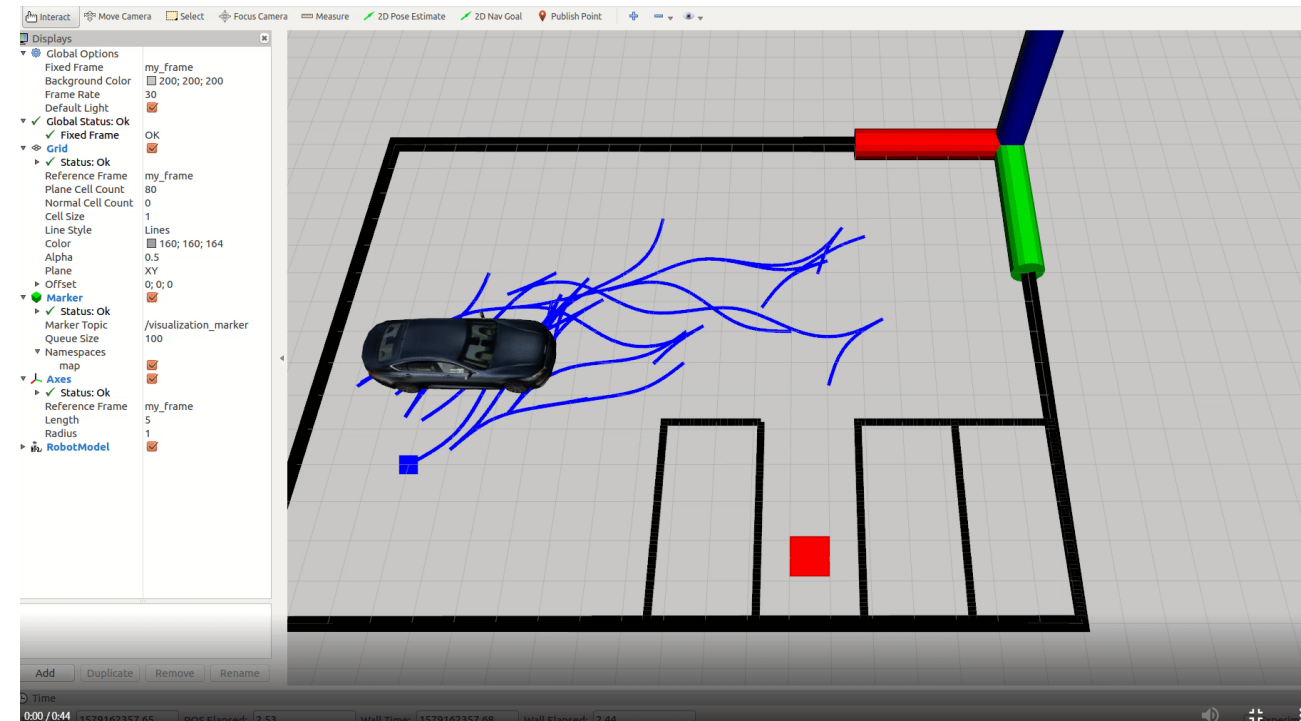 Interact Move Camera Select Focus Camera Measure 2D Pose Estimate 2D Nav Goal Publish Point
Displays
Global Options
Fixed Frame my_frame
Background Color 200; 200; 200
Frame Rate 30
Default Light
Global Status: Ok
Fixed Frame OK
Grid
Status: Ok
Reference Frame my_frame
Plane Cell Count 80
Normal Cell Count 0
Cell Size 1
Line Style Lines
Color 160; 160; 164
Alpha 0.5
Plane XY
Offset 0; 0; 0
Marker
Status: Ok
Marker Topic /visualization_marker
Queue Size 100
Namespaces
map
Axes
Status: Ok
Reference Frame my_frame
Length 5
Radius 1
RobotModel
Add Duplicate Remove Rename
Time
0:00 / 0:44 1579162357.65 ROS Elapsed: 2.53 Wall Time: 1579162357.68 Wall Elapsed: 2.44